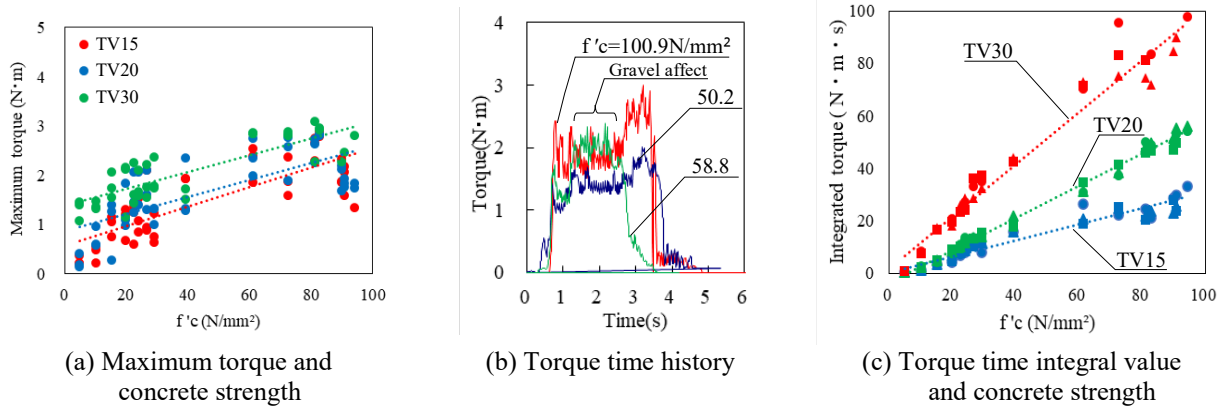 Maximum torque (N・m)
5
4
3
2
1
0
TV15
TV20
TV30
0
20
40
60
80
100
f 'c (N/mm²)
(a) Maximum torque and
concrete strength
Torque(N・m)
4
3
2
1
0
f 'c=100.9N/mm²
Gravel affect
50.2
58.8
0
1
2
3
4
5
6
Time(s)
(b) Torque time history
Integrated torque ( N ・ m ・ s)
100
80
60
40
20
0
TV30
TV20
TV15
0
20
40
60
80
100
f 'c (N/mm²)
(c) Torque time integral value
and concrete strength